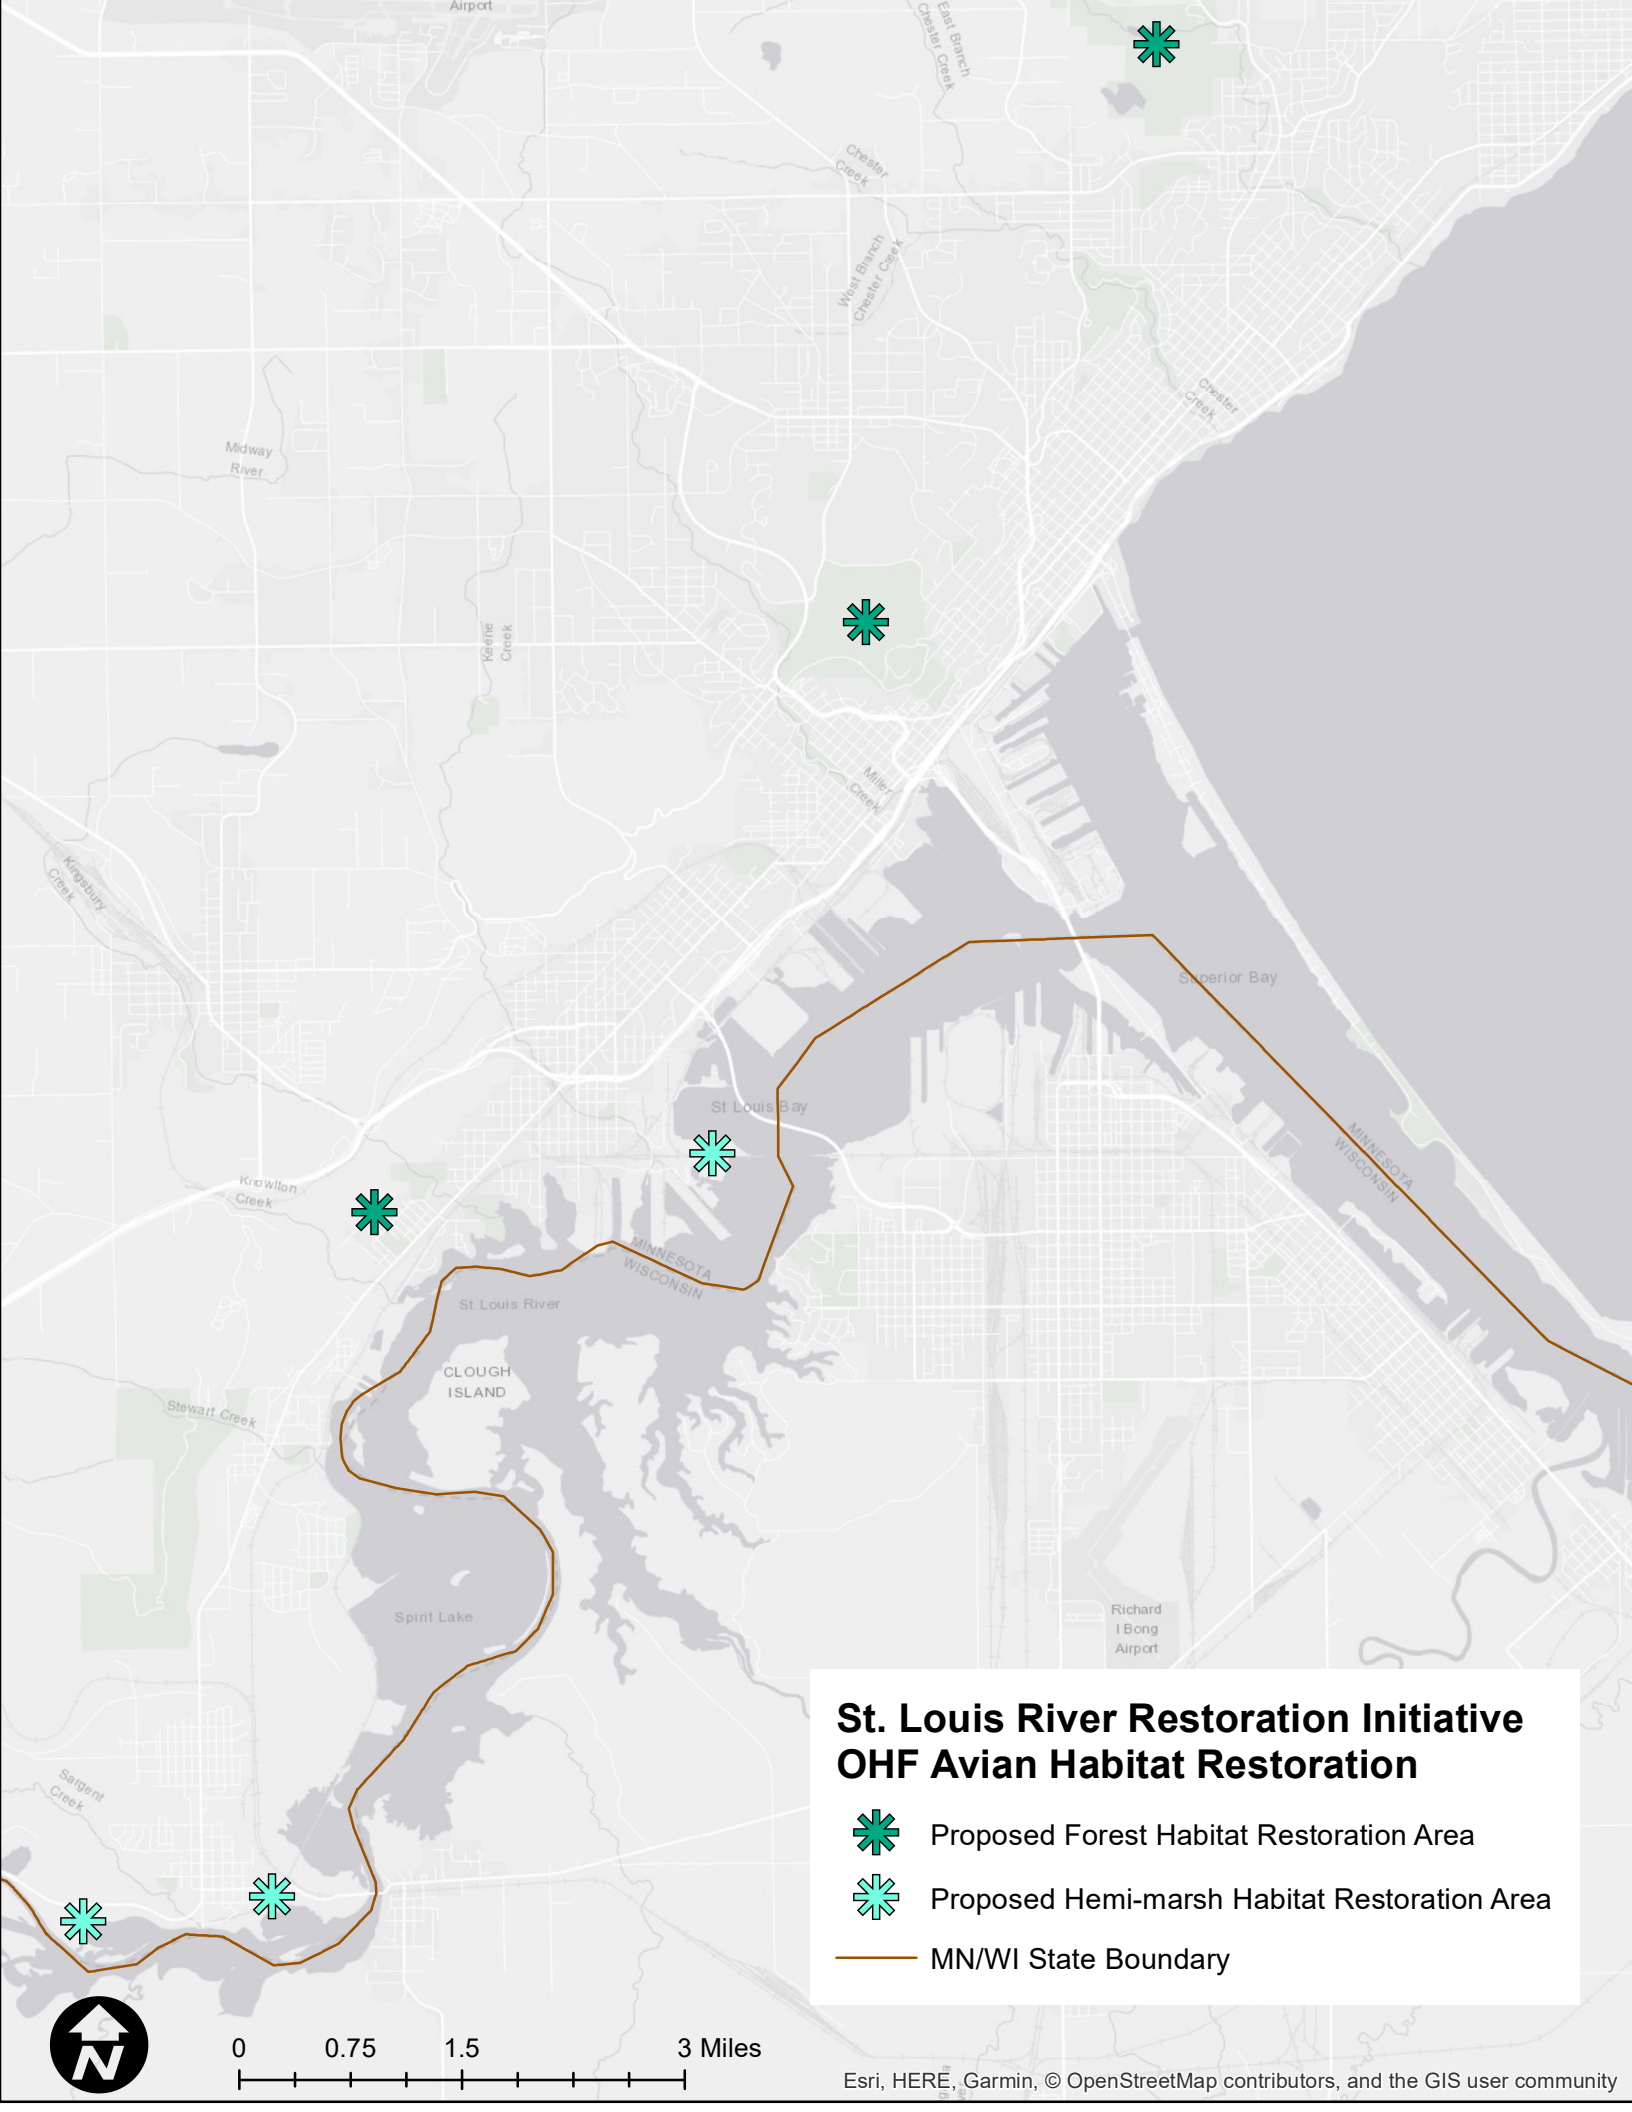 Airport
East Branch
Chester Creek
Chester
Creek
West Branch
Chester Creek
Chester
Creek
Midway
River
Keene
Creek
Miller
Creek
Kingsbury
Creek
Superior Bay
St Louis Bay
MINNESOTA
WISCONSIN
Knowlton
Creek
MINNESOTA
WISCONSIN
St Louis River
CLOUGH
ISLAND
Stewart Creek
Spirit Lake
Richard
I Bong
Airport
Sargent
Creek
St. Louis River Restoration Initiative
OHF Avian Habitat Restoration
Proposed Forest Habitat Restoration Area
Proposed Hemi-marsh Habitat Restoration Area
MN/WI State Boundary
N
0 0.75 1.5 3 Miles
Esri, HERE, Garmin, © OpenStreetMap contributors, and the GIS user community